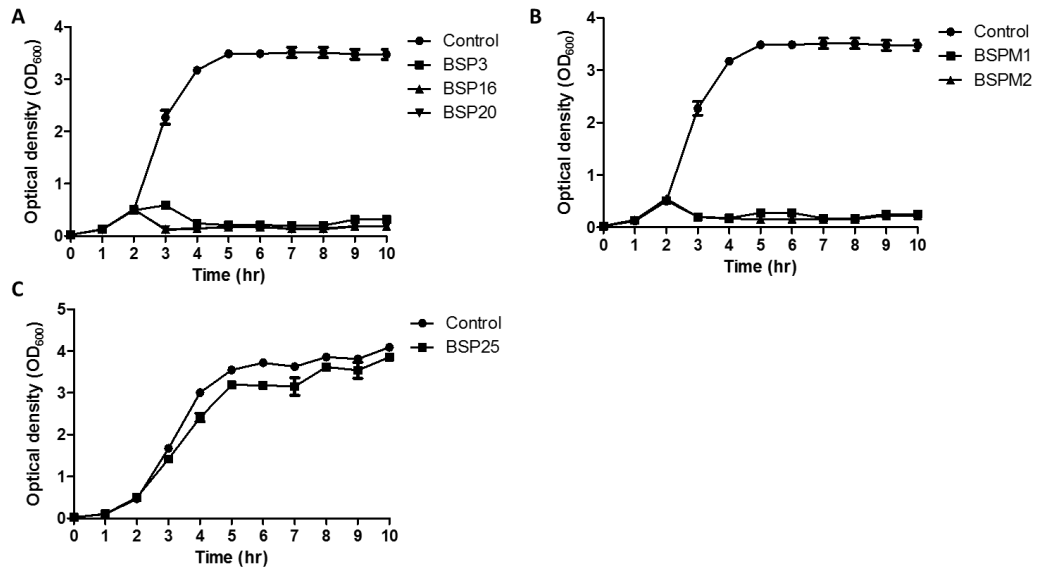 A
Optical density (OD600)
4
3
2
1
0
0 1 2 3 4 5 6 7 8 9 10
Time (hr)
Control
BSP3
BSP16
BSP20
B
Optical density (OD600)
4
3
2
1
0
0 1 2 3 4 5 6 7 8 9 10
Time (hr)
Control
BSPM1
BSPM2
C
Optical density (OD600)
5
4
3
2
1
0
0 1 2 3 4 5 6 7 8 9 10
Time (hr)
Control
BSP25